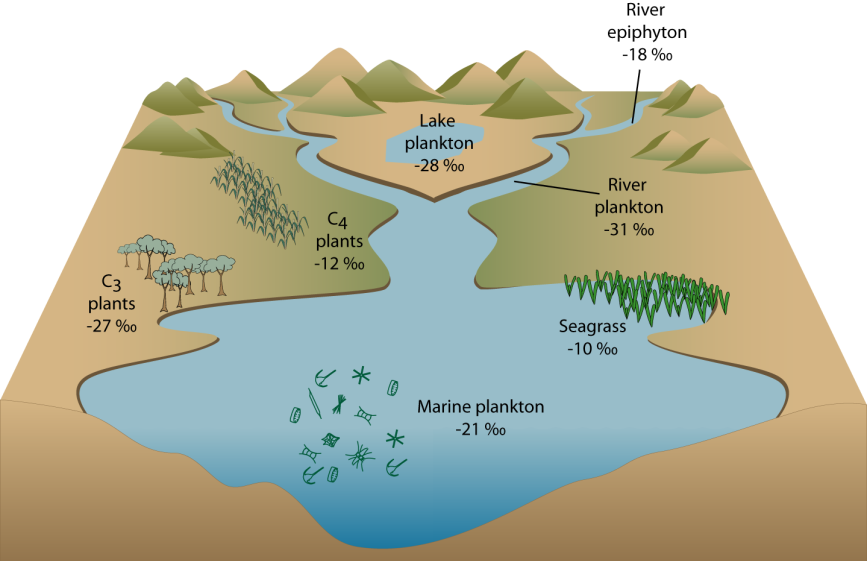 River
epiphyton
-18 ‰
Lake
plankton
-28 ‰
River
plankton
-31 ‰
C₄
plants
-12 ‰
C₃
plants
-27 ‰
Seagrass
-10 ‰
Marine plankton
-21 ‰